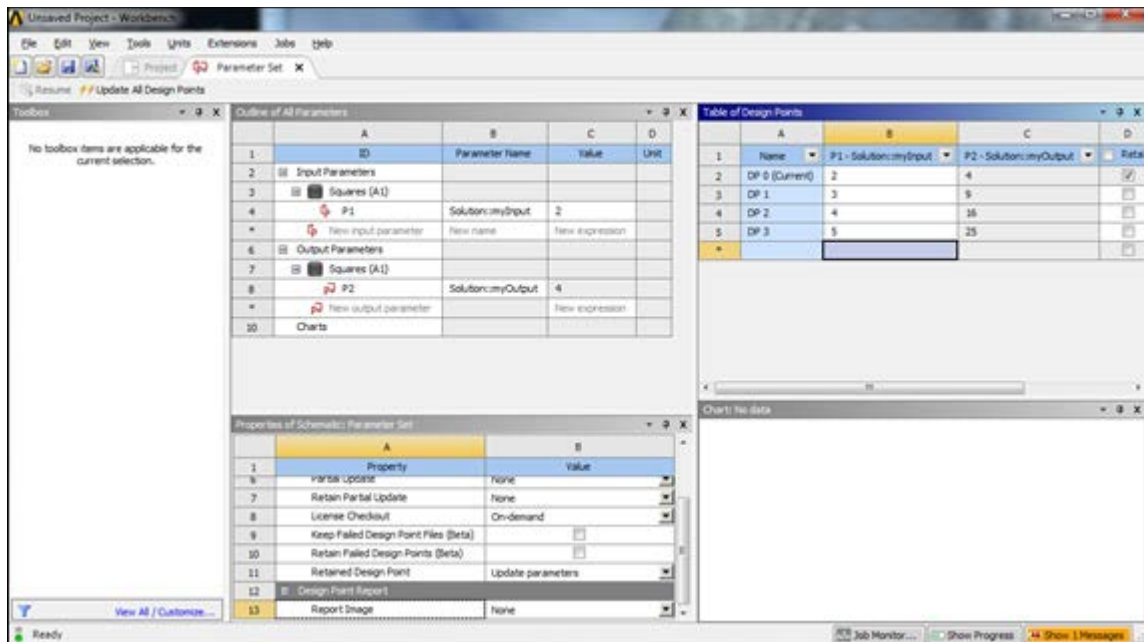 Unsaved Project - Workbench
File Edit View Tools Units Extensions Jobs Help
Project Parameter Set
Resume Update All Design Points
Toolbox
No toolbox items are applicable for the
current selection.
View All / Customize...
Outline of All Parameters
A B C D
1 ID Parameter Name Value Unit
2 Input Parameters
3 Squares (A1)
4 P1 Solution::myInput 2
* New input parameter New name New expression
6 Output Parameters
7 Squares (A1)
8 P2 Solution::myOutput 4
* New output parameter New expression
10 Charts
Properties of Schematic: Parameter Set
A B
1 Property Value
6 Partial Update None
7 Retain Partial Update None
8 License Checkout On-demand
9 Keep Failed Design Point Files (Beta)
10 Retain Failed Design Points (Beta)
11 Retained Design Point Update parameters
12 Design Point Report
13 Report Image None
Table of Design Points
A B C D
1 Name P1 - Solution::myInput P2 - Solution::myOutput Retai
2 DP 0 (Current) 2 4
3 DP 1 3 9
4 DP 2 4 16
5 DP 3 5 25
*
Chart: No data
Ready Job Monitor... Show Progress Show 1 Messages